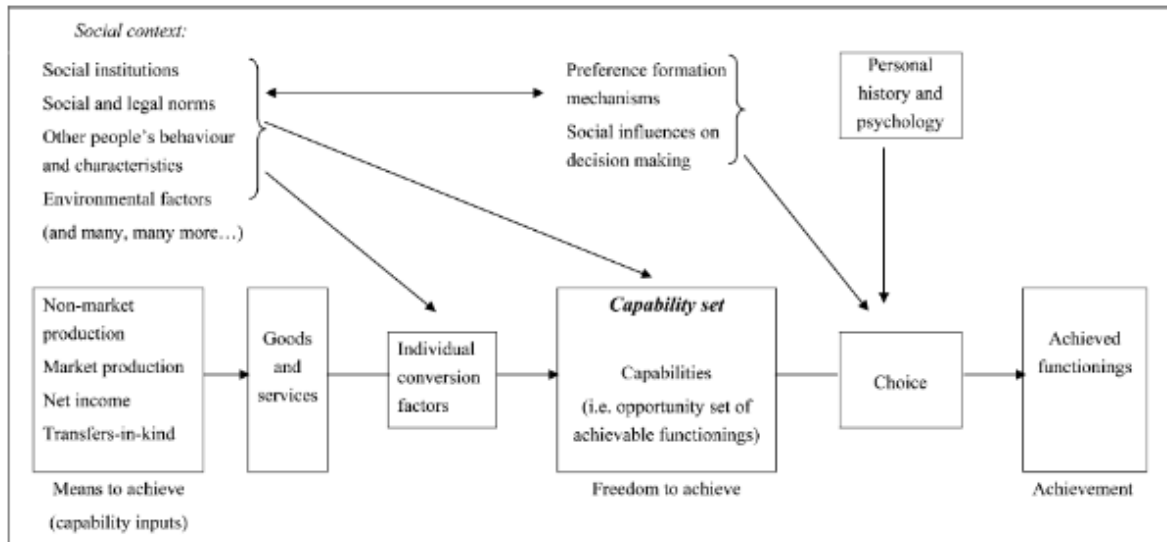 Social context:
Social institutions
Social and legal norms
Other people's behaviour
and characteristics
Environmental factors
(and many, many more…)
Preference formation
mechanisms
Social influences on
decision making
Personal
history and
psychology
Non-market
production
Market production
Net income
Transfers-in-kind
Means to achieve
(capability inputs)
Goods
and
services
Individual
conversion
factors
Capability set
Capabilities
(i.e. opportunity set of
achievable functionings)
Freedom to achieve
Choice
Achieved
functionings
Achievement